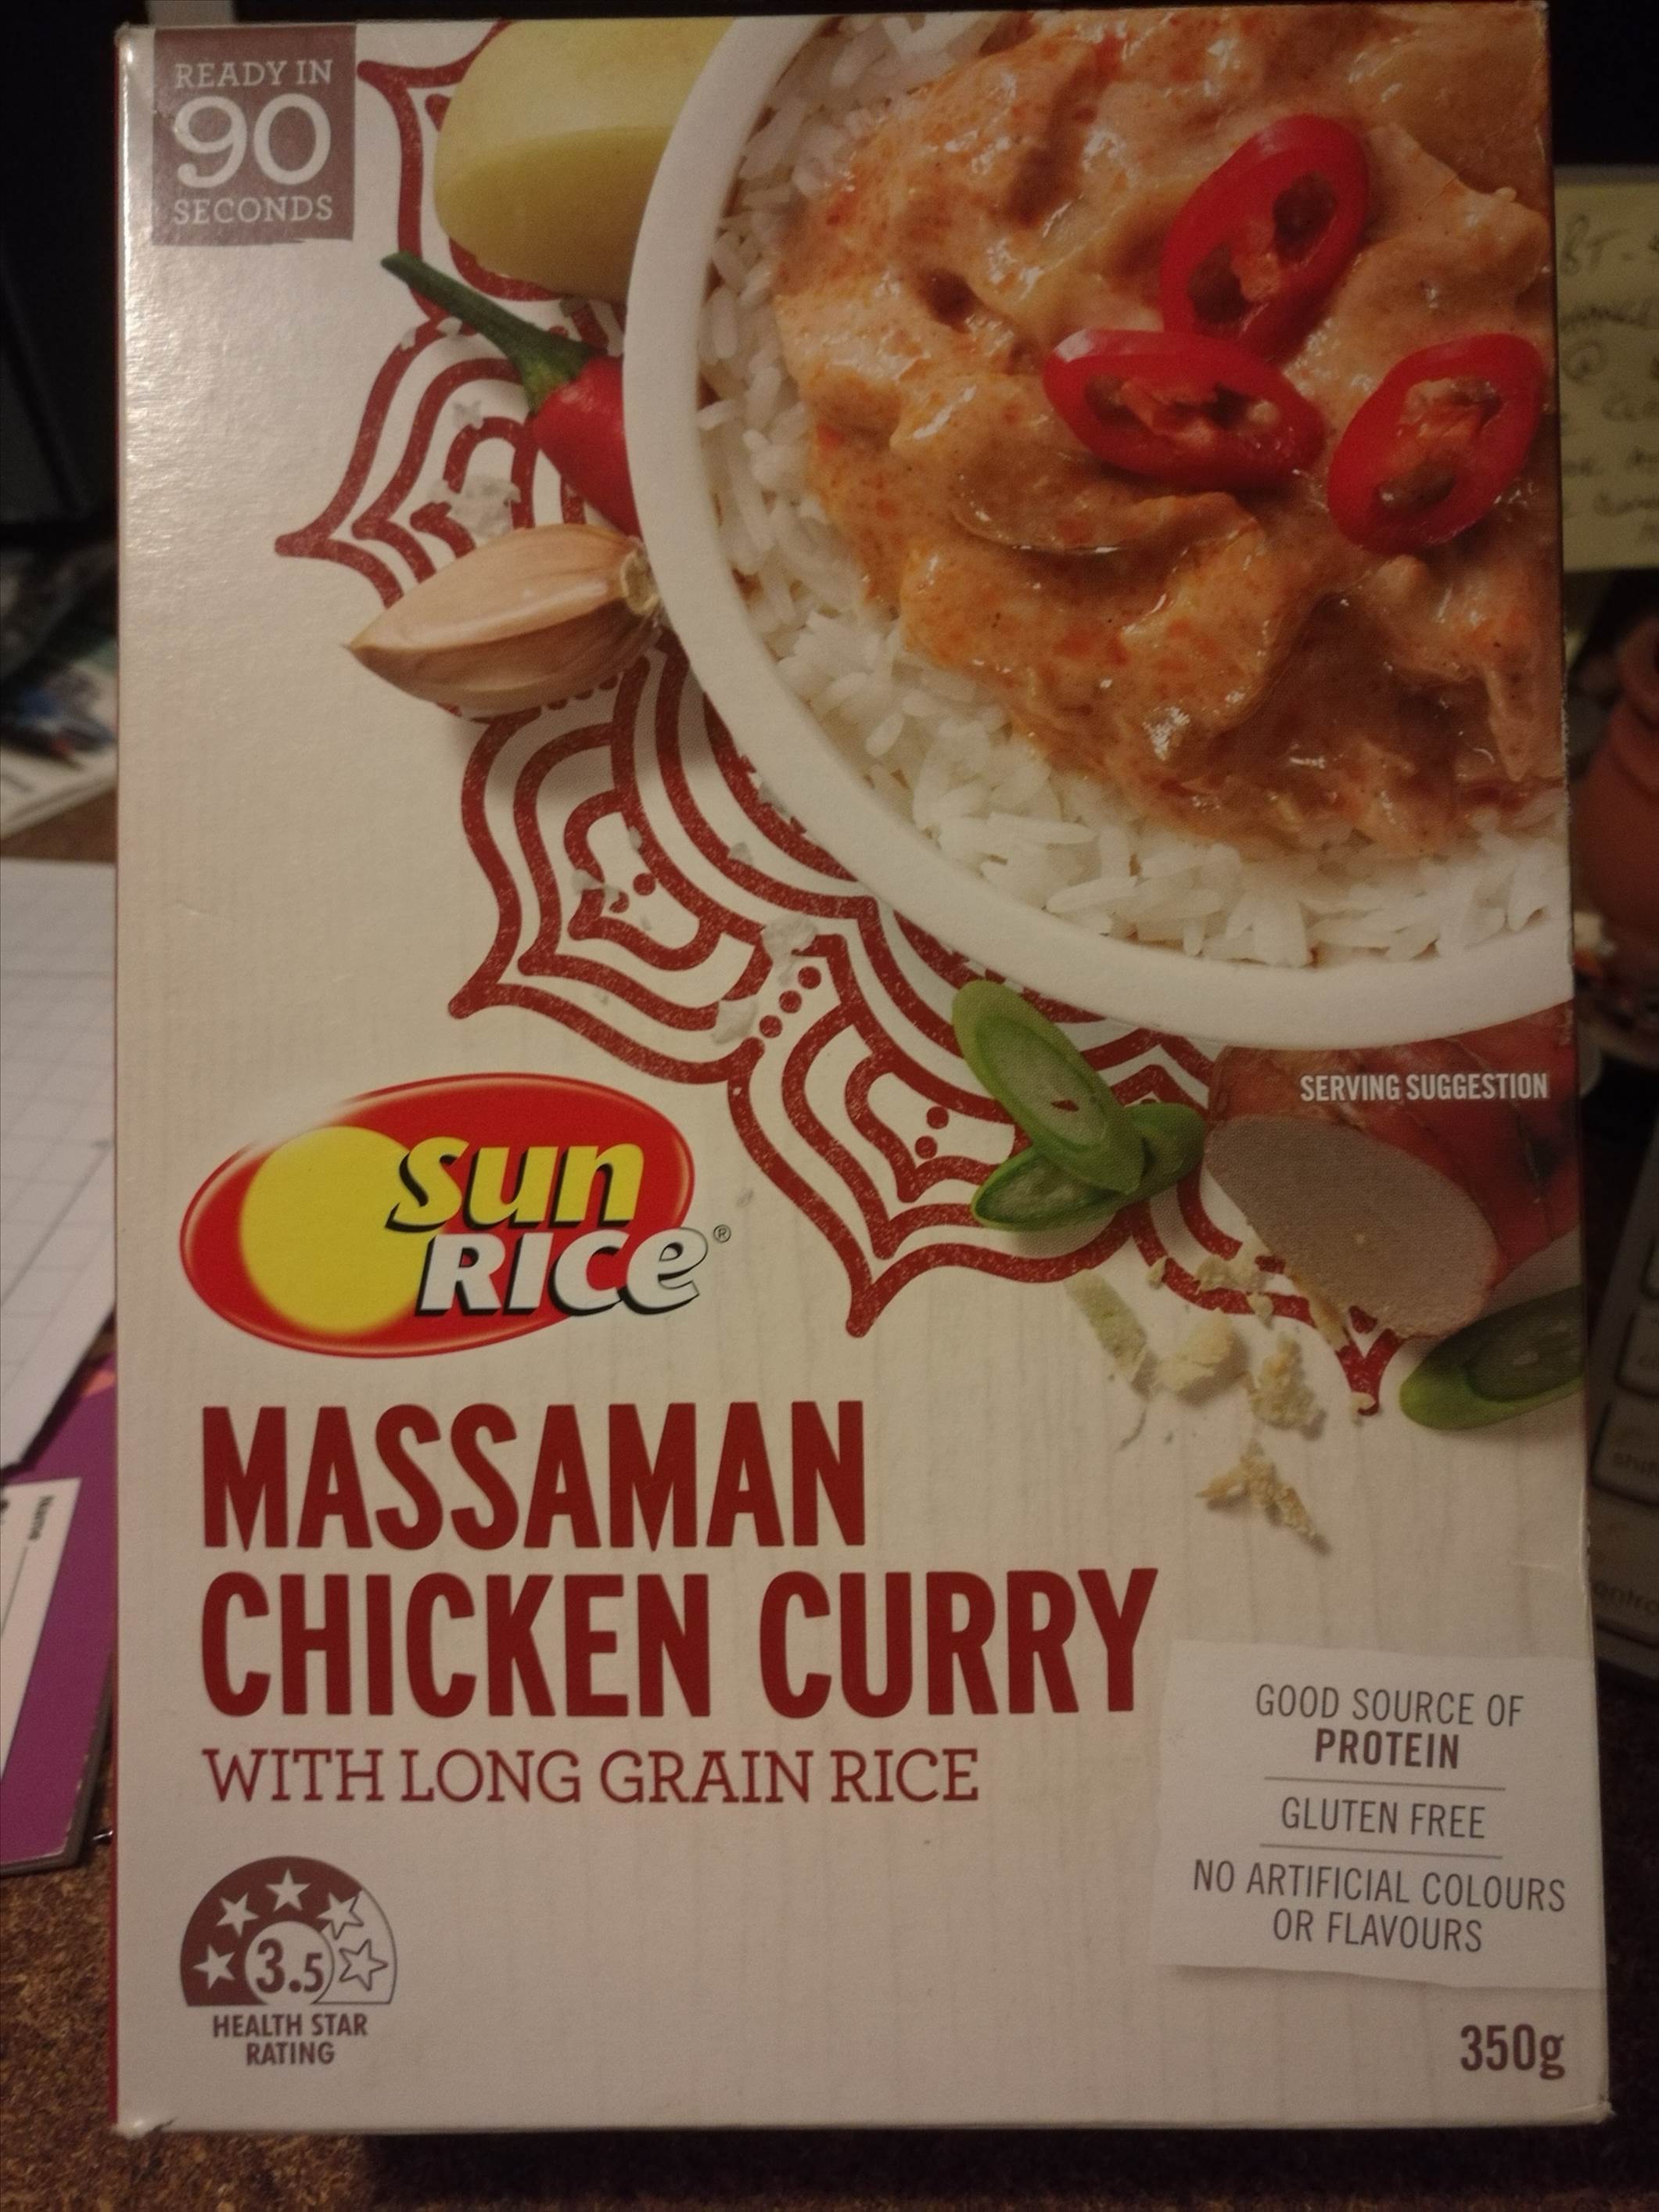 READY IN
90
SECONDS
SERVING SUGGESTION
Sun
RICe®
MASSAMAN
CHICKEN CURRY
WITH LONG GRAIN RICE
GOOD SOURCE OF
PROTEIN
GLUTEN FREE
NO ARTIFICIAL COLOURS
OR FLAVOURS
3.5
HEALTH STAR
RATING
350g
Name